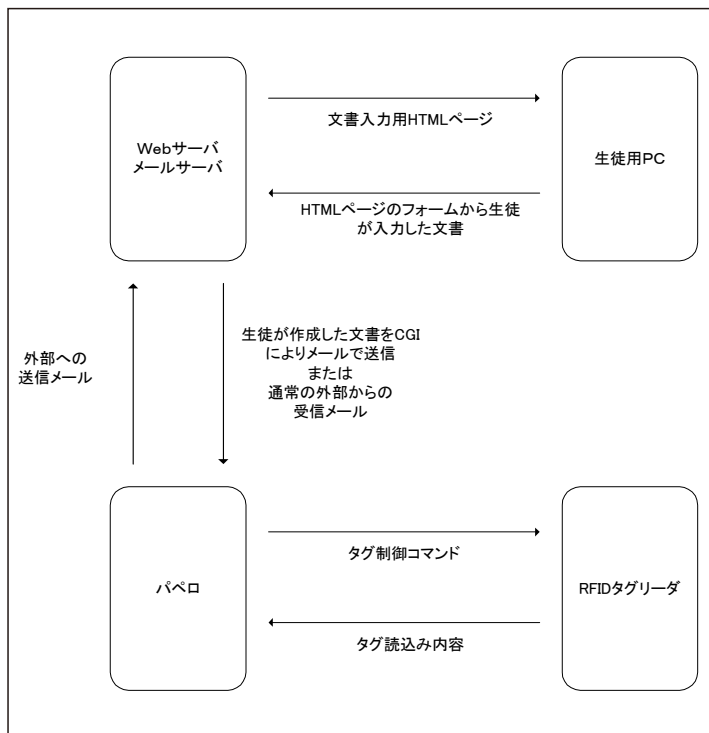 Webサーバ
メールサーバ
文書入力用HTMLページ
生徒用PC
HTMLページのフォームから生徒
が入力した文書
外部への
送信メール
生徒が作成した文書をCGI
によりメールで送信
または
通常の外部からの
受信メール
パペロ
タグ制御コマンド
RFIDタグリーダ
タグ読込み内容